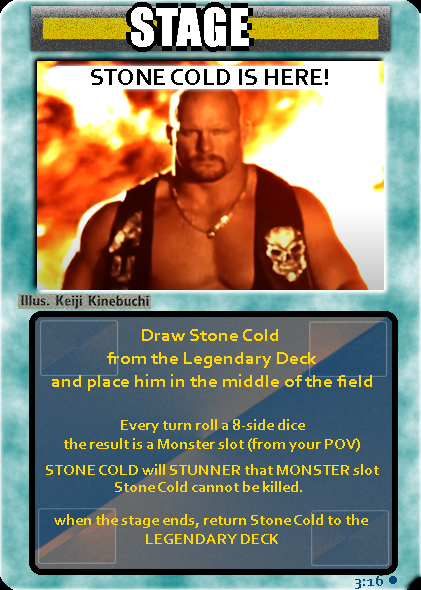 STAGE
STONE COLD IS HERE!
Illus. Keiji Kinebuchi
Draw Stone Cold
from the Legendary Deck
and place him in the middle of the field
Every turn roll a 8-side dice
the result is a Monster slot (from your POV)
STONE COLD will STUNNER that MONSTER slot
Stone Cold cannot be killed.
when the stage ends, return Stone Cold to the
LEGENDARY DECK
3:16